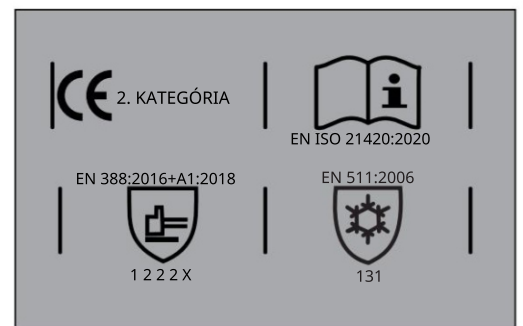 CE 2. KATEGÓRIA
i
EN ISO 21420:2020
EN 388:2016+A1:2018
1 2 2 2 X
EN 511:2006
131